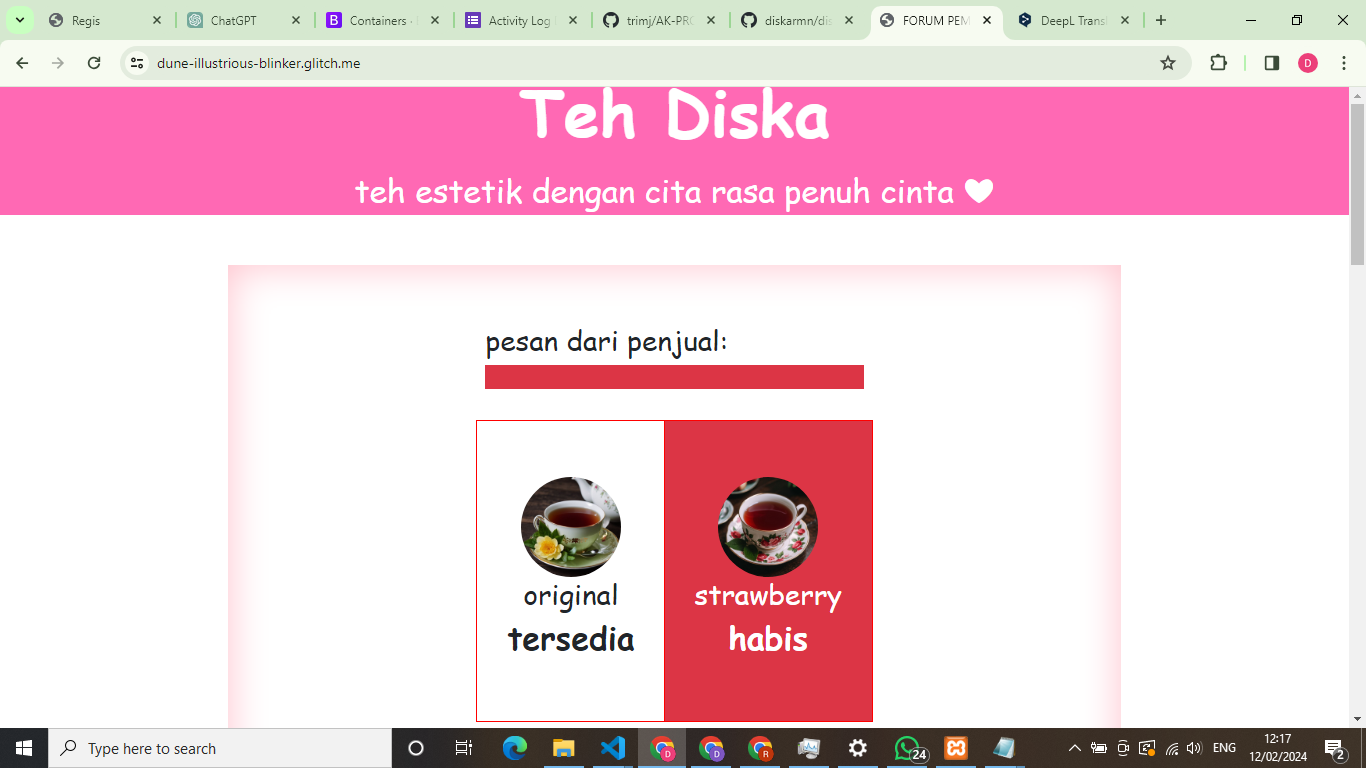 Regis
ChatGPT
Containers ·
Activity Log
trimj/AK-PRO
diskarmn/dis
FORUM PEM
DeepL Transl
dune-illustrious-blinker.glitch.me
D
Teh Diska
teh estetik dengan cita rasa penuh cinta
pesan dari penjual:
original
tersedia
strawberry
habis
Type here to search
D
D
R
24
ENG
12:17
12/02/2024
2